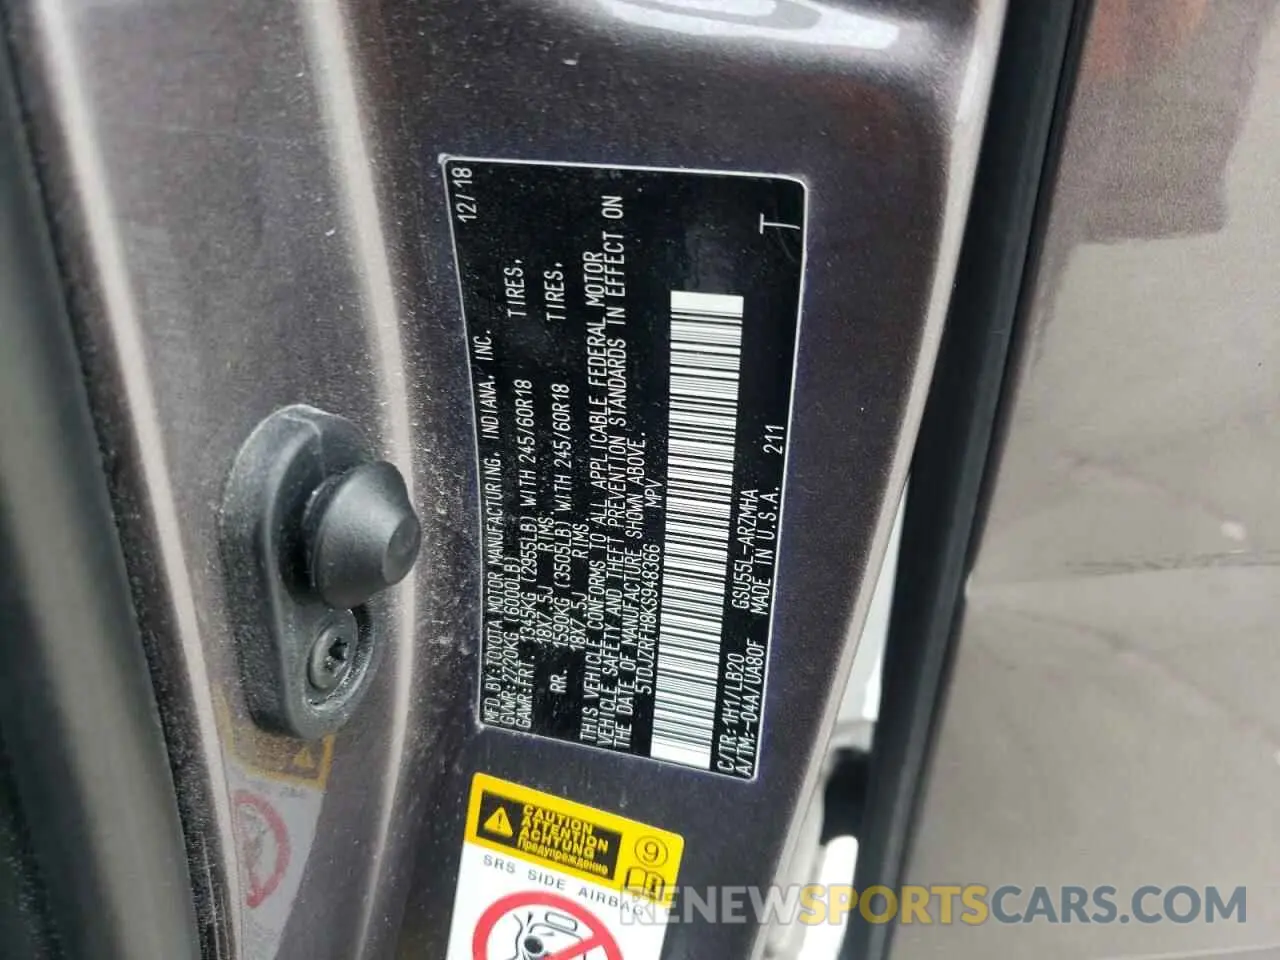 12/18
MFD.BY:TOYOTA MOTOR MANUFACTURING, INDIANA, INC.
GVWR:2720KG (6000LB)
GAWR:FRT. 1345KG (2955LB) WITH 245/60R18 TIRES,
18X7.5J RIMS
RR. 1590KG (3505LB) WITH 245/60R18 TIRES,
18X7.5J RIMS
THIS VEHICLE CONFORMS TO ALL APPLICABLE FEDERAL MOTOR
VEHICLE SAFETY AND THEFT PREVENTION STANDARDS IN EFFECT ON
THE DATE OF MANUFACTURE SHOWN ABOVE.
5TDJZRFH8KS948366 MPV
C/TR:1H1/LB20 GSU55L-ARZMHA
A/TM:-04A/UA80F MADE IN U.S.A. 211
T
CAUTION
ATTENTION
ACHTUNG
Предупреждение
9
SRS SIDE AIRBAG
RENEWSPORTSCARS.COM